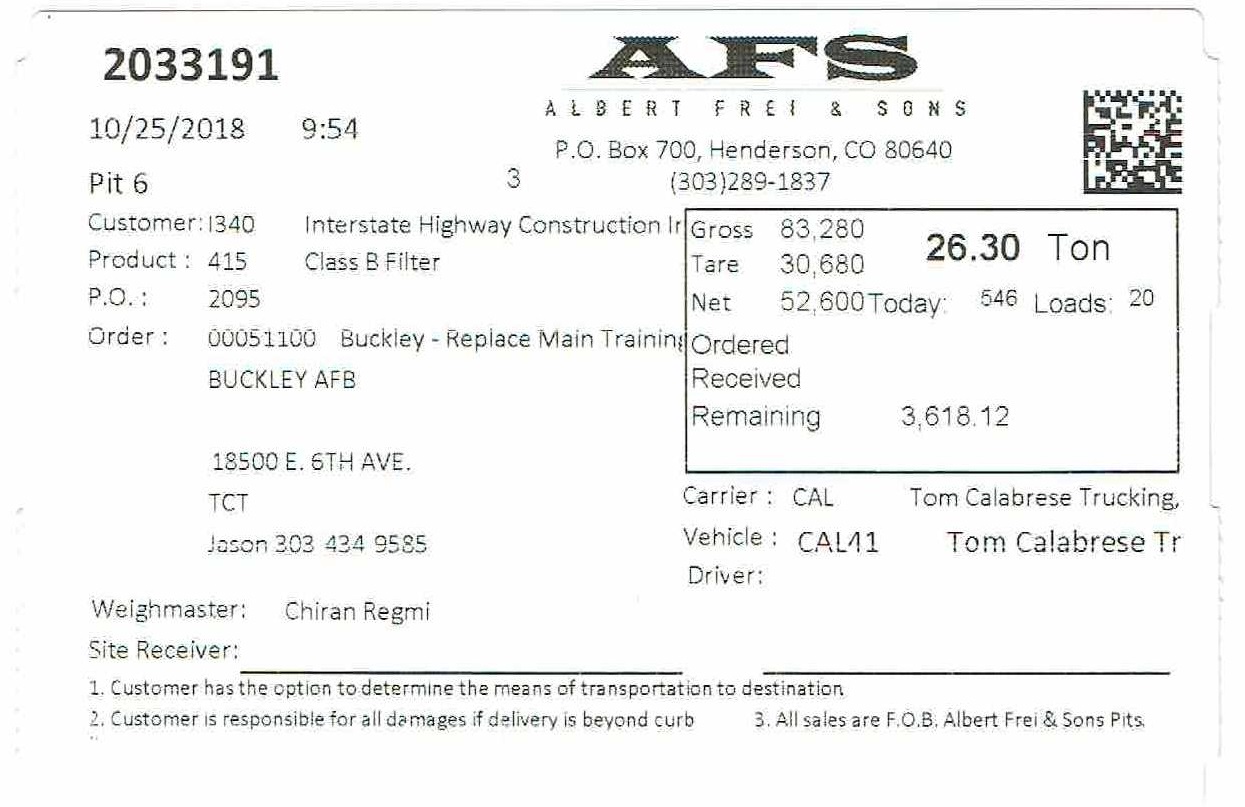 2033191
AFS
ALBERT FREI & SONS
10/25/2018 9:54
P.O. Box 700, Henderson, CO 80640
Pit 6 3 (303)289-1837
Customer: I340 Interstate Highway Construction Ir
Product : 415 Class B Filter
P.O. : 2095
Order : 00051100 Buckley - Replace Main Training
BUCKLEY AFB
18500 E. 6TH AVE.
TCT
Jason 303 434 9585
Gross 83,280 26.30 Ton
Tare 30,680
Net 52,600 Today: 546 Loads: 20
Ordered
Received
Remaining 3,618.12
Carrier : CAL Tom Calabrese Trucking,
Vehicle : CAL41 Tom Calabrese Tr
Driver:
Weighmaster: Chiran Regmi
Site Receiver:
1. Customer has the option to determine the means of transportation to destination
2. Customer is responsible for all damages if delivery is beyond curb 3. All sales are F.O.B. Albert Frei & Sons Pits.